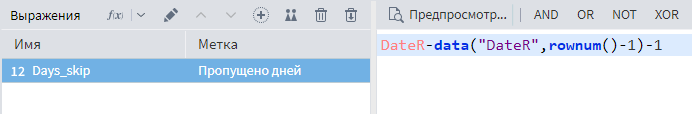 Выражения f(x)
Имя Метка
12 Days_skip Пропущено дней
Предпросмотр... AND OR NOT XOR
DateR-data("DateR",rownum()-1)-1